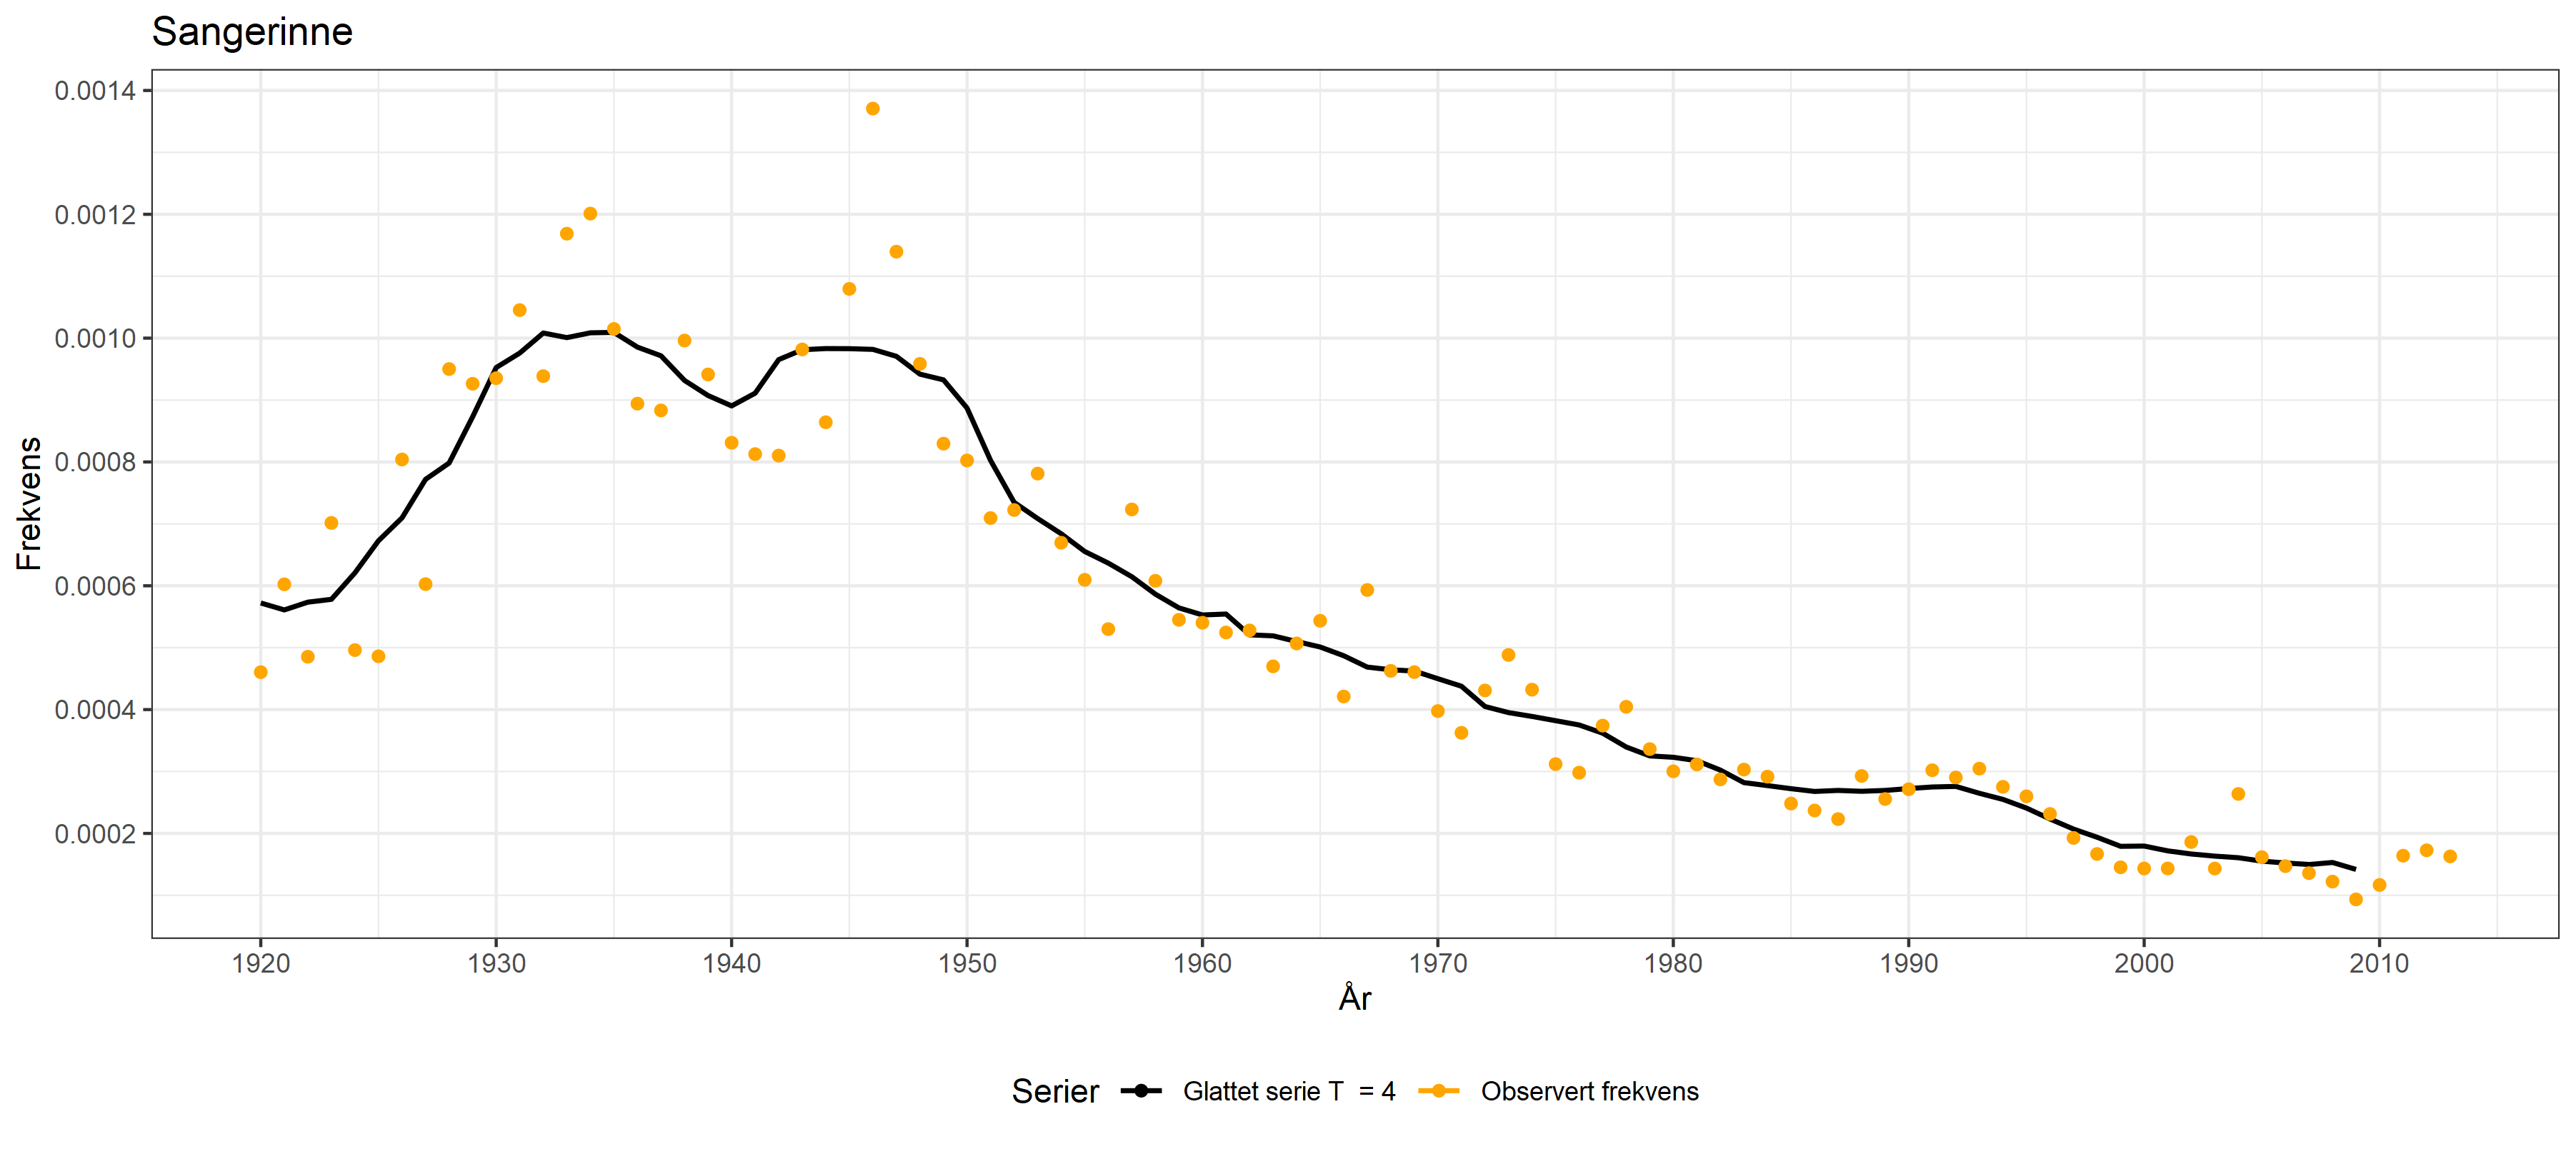 Sangerinne
0.0014
0.0012
0.0010
0.0008
0.0006
0.0004
0.0002
Frekvens
1920 1930 1940 1950 1960 1970 1980 1990 2000 2010
År
Serier Glattet serie T = 4 Observert frekvens